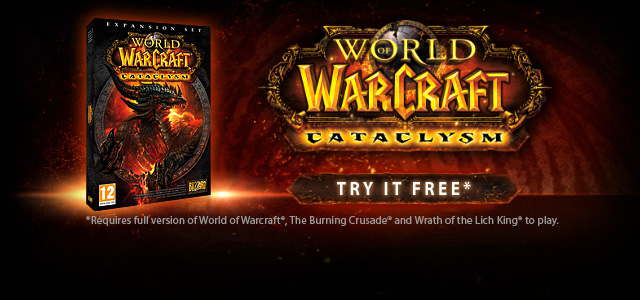 EXPANSION SET
WORLD
OF
WARCRAFT
CATACLYSM
12
BLIZZARD
WORLD
OF
WARCRAFT
CATACLYSM
TRY IT FREE*
*Requires full version of World of Warcraft®, The Burning Crusade® and Wrath of the Lich King® to play.